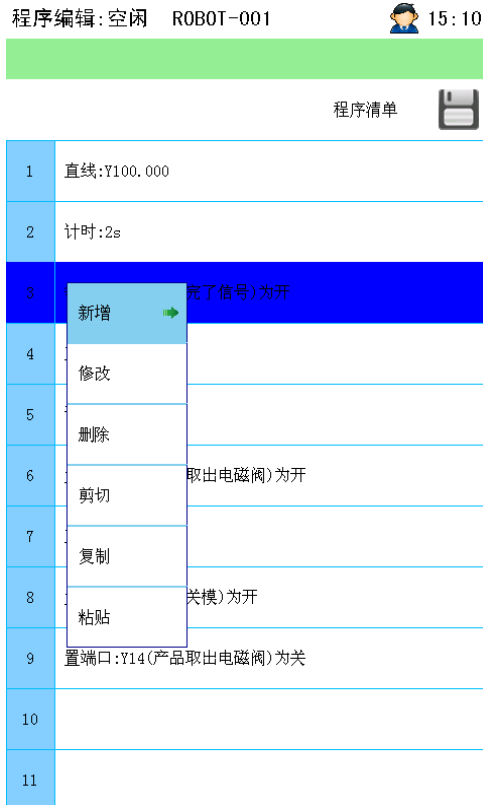 程序编辑:空闲 ROBOT-001 15:10
程序清单
1 直线:Y100.000
2 计时:2s
3 完了信号)为开
新增
4
修改
5
删除
6 取出电磁阀)为开
剪切
7
复制
8 关模)为开
粘贴
9 置端口:Y14(产品取出电磁阀)为关
10
11